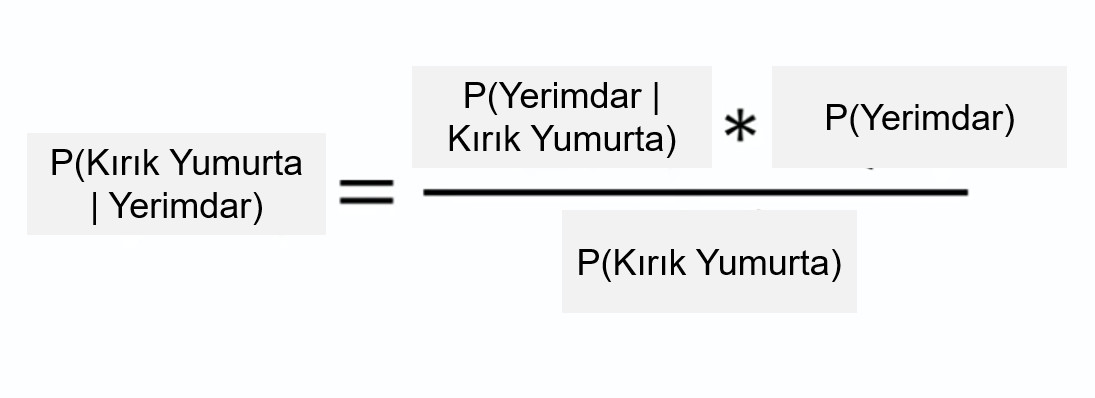 P(Kırık Yumurta
| Yerimdar)
=
P(Yerimdar |
Kırık Yumurta)
*
P(Yerimdar)
P(Kırık Yumurta)